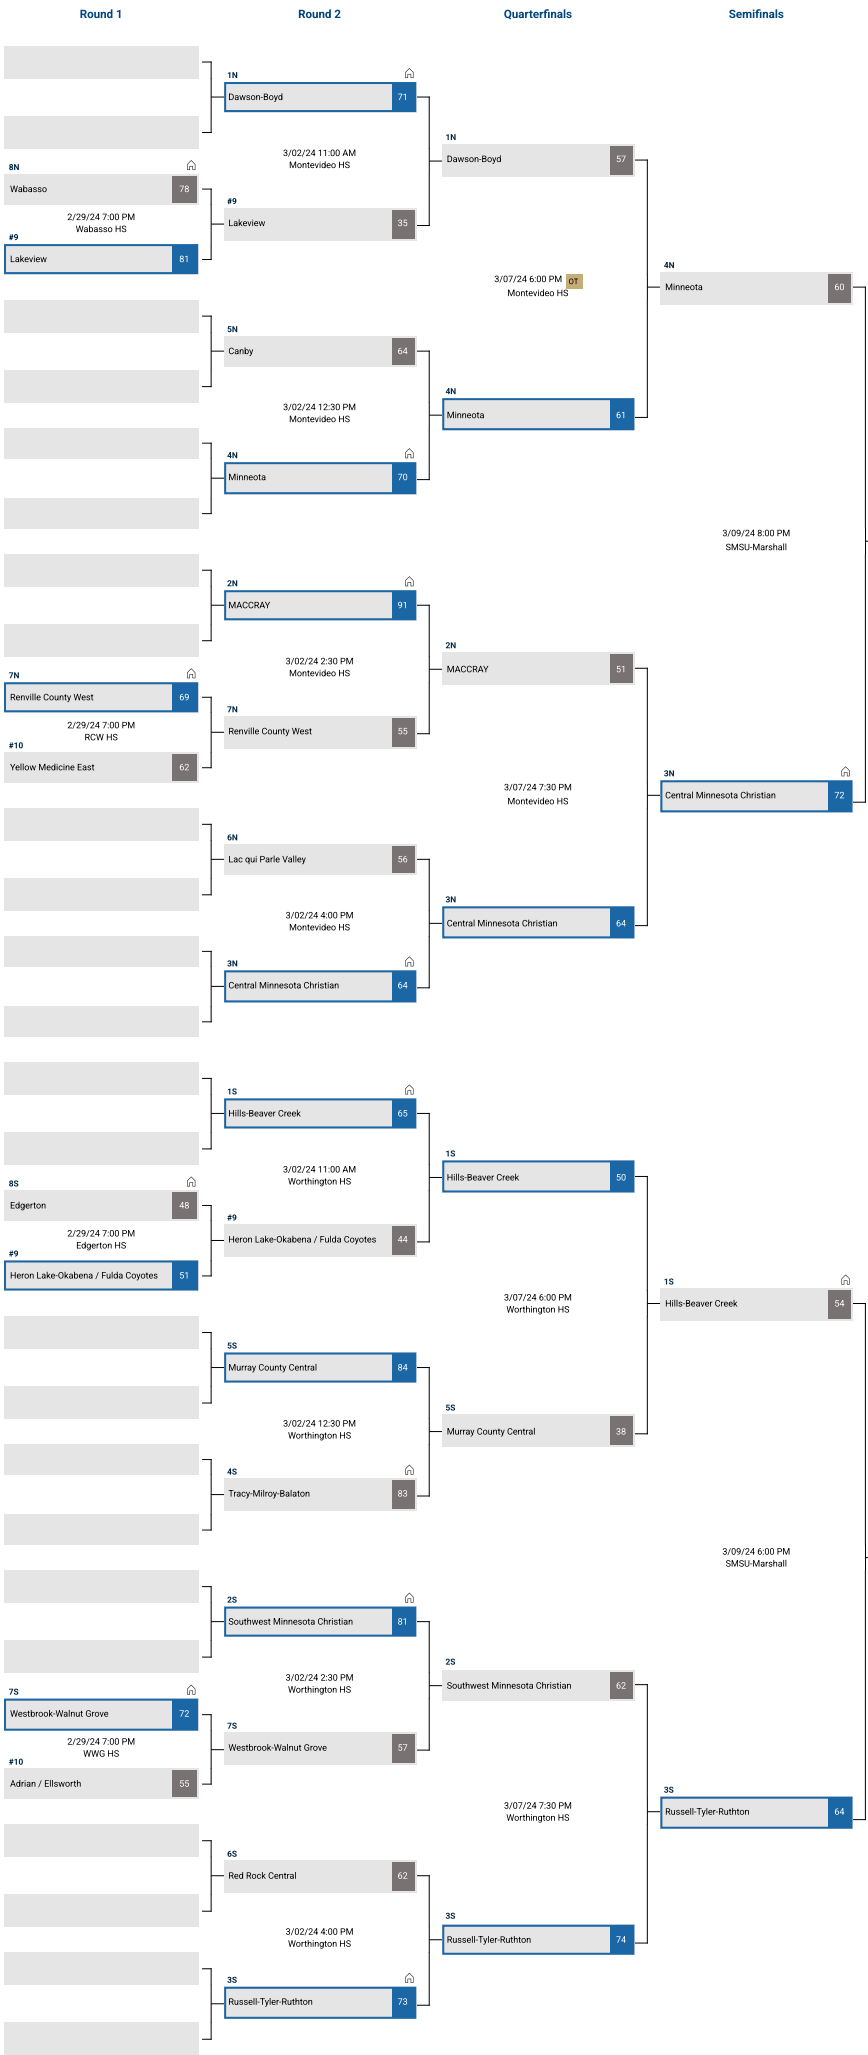 Round 1
Round 2
Quarterfinals
Semifinals
1N
Dawson-Boyd 71
3/02/24 11:00 AM
Montevideo HS
#9
Lakeview 35
8N
Wabasso 78
2/29/24 7:00 PM
Wabasso HS
#9
Lakeview 81
1N
Dawson-Boyd 57
3/07/24 6:00 PM OT
Montevideo HS
4N
Minneota 61
4N
Minneota 60
5N
Canby 64
3/02/24 12:30 PM
Montevideo HS
4N
Minneota 70
3/09/24 8:00 PM
SMSU-Marshall
2N
MACCRAY 91
3/02/24 2:30 PM
Montevideo HS
7N
Renville County West 55
7N
Renville County West 69
2/29/24 7:00 PM
RCW HS
#10
Yellow Medicine East 62
2N
MACCRAY 51
3/07/24 7:30 PM
Montevideo HS
3N
Central Minnesota Christian 64
3N
Central Minnesota Christian 72
6N
Lac qui Parle Valley 56
3/02/24 4:00 PM
Montevideo HS
3N
Central Minnesota Christian 64
1S
Hills-Beaver Creek 65
3/02/24 11:00 AM
Worthington HS
#9
Heron Lake-Okabena / Fulda Coyotes 44
8S
Edgerton 48
2/29/24 7:00 PM
Edgerton HS
#9
Heron Lake-Okabena / Fulda Coyotes 51
1S
Hills-Beaver Creek 50
3/07/24 6:00 PM
Worthington HS
5S
Murray County Central 38
1S
Hills-Beaver Creek 54
5S
Murray County Central 84
3/02/24 12:30 PM
Worthington HS
4S
Tracy-Milroy-Balaton 83
3/09/24 6:00 PM
SMSU-Marshall
2S
Southwest Minnesota Christian 81
3/02/24 2:30 PM
Worthington HS
7S
Westbrook-Walnut Grove 57
7S
Westbrook-Walnut Grove 72
2/29/24 7:00 PM
WWG HS
#10
Adrian / Ellsworth 55
2S
Southwest Minnesota Christian 62
3/07/24 7:30 PM
Worthington HS
3S
Russell-Tyler-Ruthton 74
3S
Russell-Tyler-Ruthton 64
6S
Red Rock Central 62
3/02/24 4:00 PM
Worthington HS
3S
Russell-Tyler-Ruthton 73